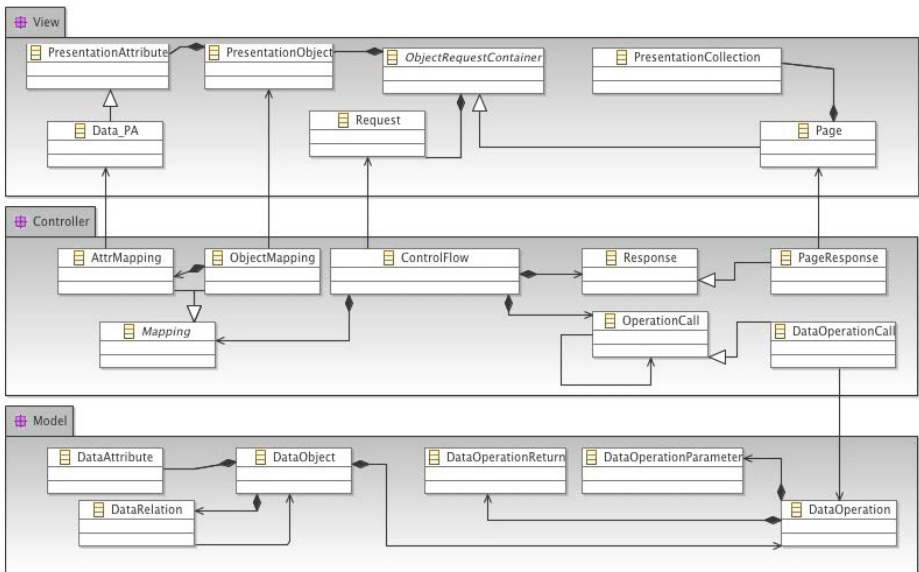 View
PresentationAttribute
PresentationObject
ObjectRequestContainer
PresentationCollection
Data_PA
Request
Page
Controller
AttrMapping
ObjectMapping
ControlFlow
Response
PageResponse
Mapping
OperationCall
DataOperationCall
Model
DataAttribute
DataObject
DataOperationReturn
DataOperationParameter
DataRelation
DataOperation